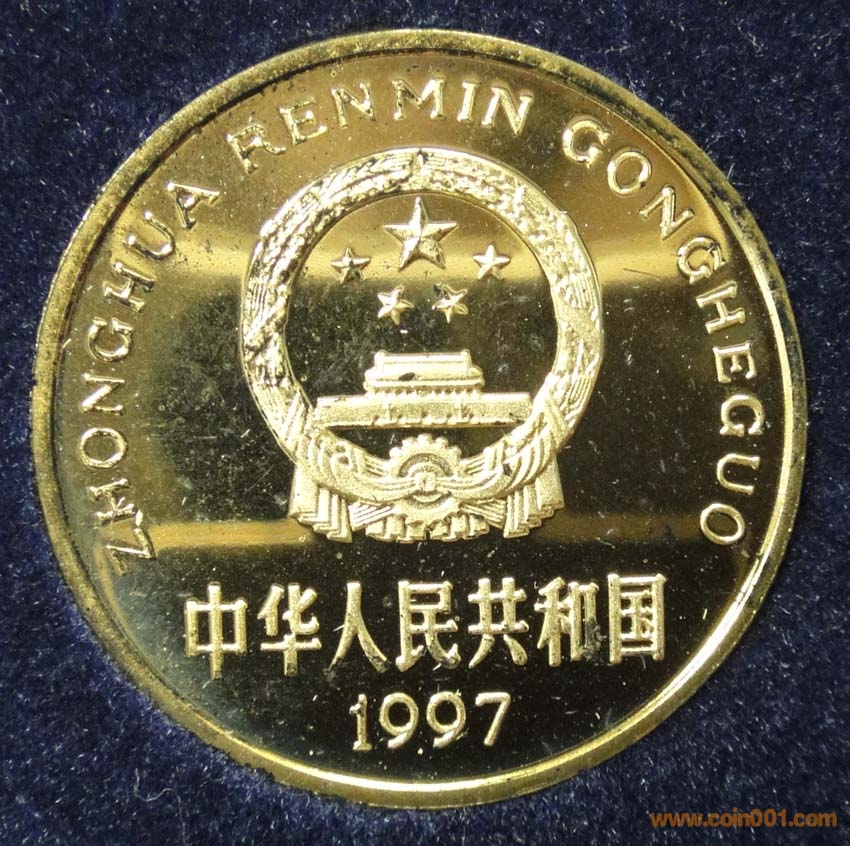 ZHONGHUA RENMIN GONGHEGUO
中华人民共和国
1997
www.coin001.com